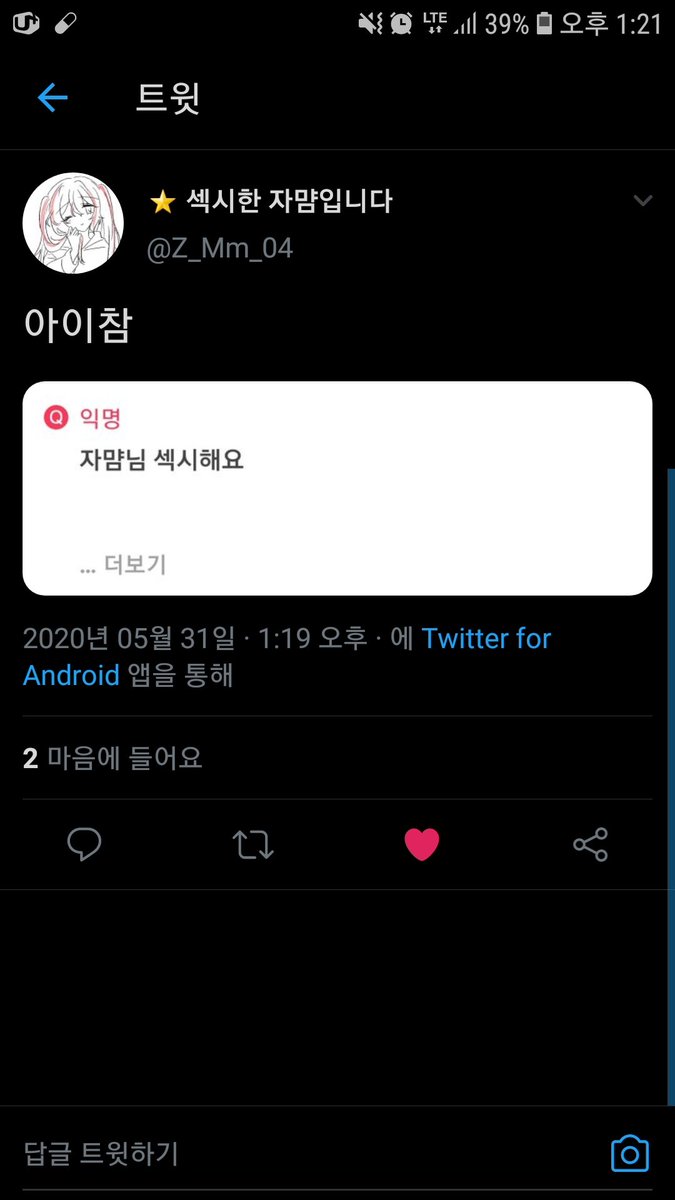 LTE 39% 오후 1:21
트윗
⭐ 섹시한 자먐입니다
@Z_Mm_04
아이참
Q 익명
자먐님 섹시해요
... 더보기
2020년 05월 31일 · 1:19 오후 · 에 Twitter for
Android 앱을 통해
2 마음에 들어요
답글 트윗하기